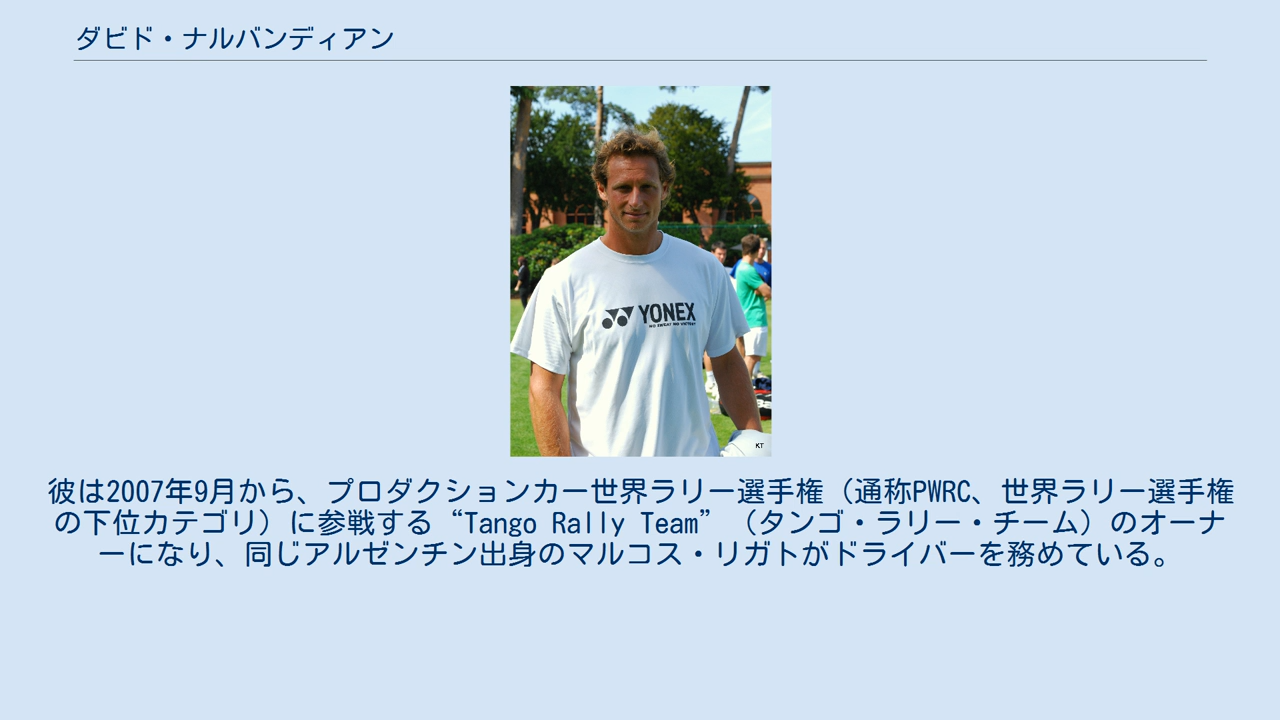 ダビド・ナルバンディアン
YONEX
NO SWEAT NO VICTORY
KT
彼は2007年9月から、プロダクションカー世界ラリー選手権（通称PWRC、世界ラリー選手権
の下位カテゴリ）に参戦する“Tango Rally Team”（タンゴ・ラリー・チーム）のオーナ
ーになり、同じアルゼンチン出身のマルコス・リガトがドライバーを務めている。